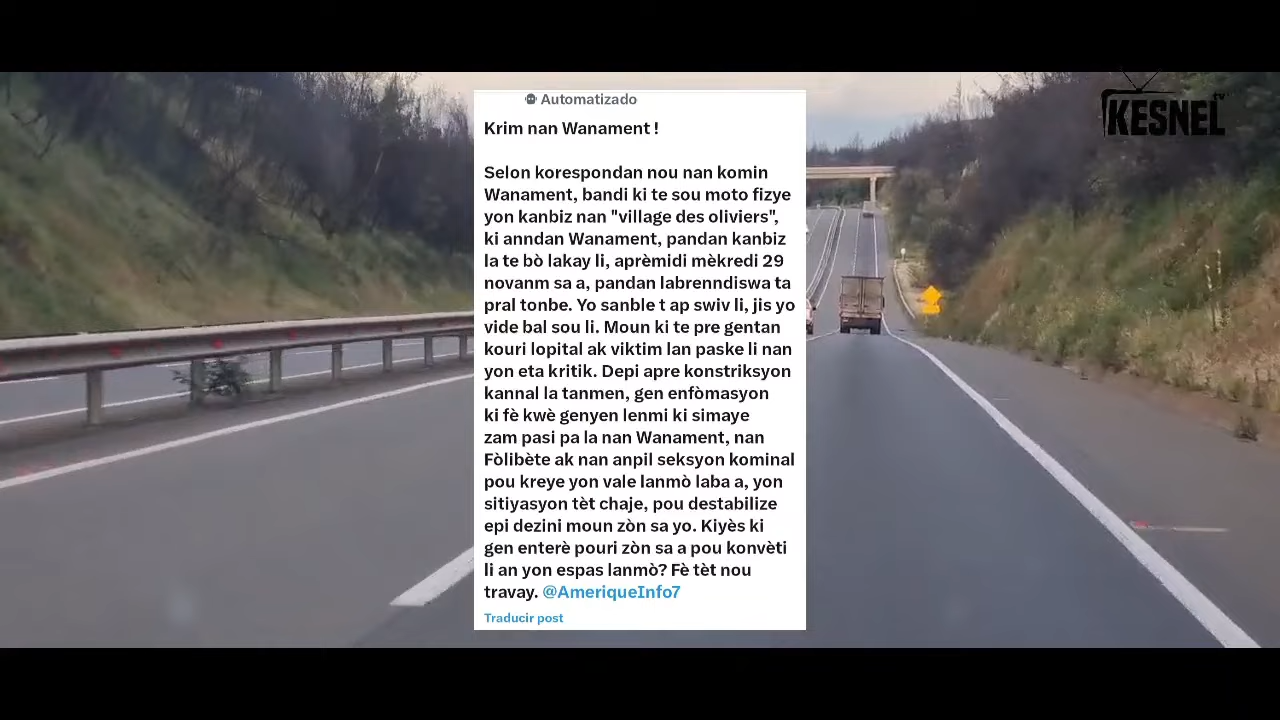 KESNEL tv
Automatizado
Krim nan Wanament !
Selon korespondan nou nan komin
Wanament, bandi ki te sou moto fizye
yon kanbiz nan "village des oliviers",
ki anndan Wanament, pandan kanbiz
la te bò lakay li, aprèmidi mèkredi 29
novanm sa a, pandan labrenndiswa ta
pral tonbe. Yo sanble t ap swiv li, jis yo
vide bal sou li. Moun ki te pre gentan
kouri lopital ak viktim lan paske li nan
yon eta kritik. Depi apre konstriksyon
kannal la tanmen, gen enfòmasyon
ki fè kwè genyen lenmi ki simaye
zam pasi pa la nan Wanament, nan
Fòlibète ak nan anpil seksyon kominal
pou kreye yon vale lanmò laba a, yon
sitiyasyon tèt chaje, pou destabilize
epi dezini moun zòn sa yo. Kiyès ki
gen enterè pouri zòn sa a pou konvèti
li an yon espas lanmò? Fè tèt nou
travay. @AmeriqueInfo7
Traducir post